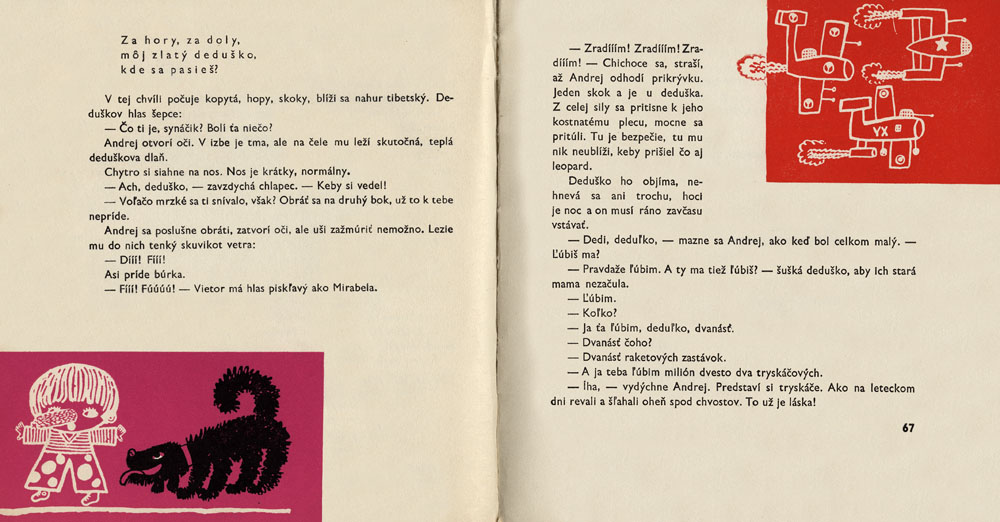 Za hory, za doly,
môj zlatý deduško,
kde sa pasieš?
V tej chvíli počuje kopytá, hopy, skoky, blíži sa nahur tibetský. De-
duškov hlas šepce:
— Čo ti je, synáčik? Bolí ťa niečo?
Andrej otvorí oči. V izbe je tma, ale na čele mu leží skutočná, teplá
deduškova dlaň.
Chytro si siahne na nos. Nos je krátky, normálny.
— Ach, deduško, — zavzdychá chlapec. — Keby si vedel!
— Voľačo mrzké sa ti snívalo, však? Obráť sa na druhý bok, už to k tebe
nepríde.
Andrej sa poslušne obráti, zatvorí oči, ale uši zažmúriť nemožno. Lezie
mu do nich tenký skuvikot vetra:
— Dííí! Fííí!
Asi príde búrka.
— Fííí! Fúúúú! — Vietor má hlas piskľavý ako Mirabela.
— Zradíííím! Zradíííím! Zra-
díííím! — Chichoce sa, straší,
až Andrej odhodí prikrývku.
Jeden skok a je u deduška.
Z celej sily sa pritisne k jeho
kostnatému plecu, mocne sa
pritúli. Tu je bezpečie, tu mu
nik neublíži, keby prišiel čo aj
leopard.
Deduško ho objíma, ne-
hnevá sa ani trochu, hoci
je noc a on musí ráno zavčasu
vstávať.
— Dedi, deduľko, — mazne sa Andrej, ako keď bol celkom malý. —
Ľúbiš ma?
— Pravdaže ľúbim. A ty ma tiež ľúbiš? — šušká deduško, aby ich stará
mama nezačula.
— Ľúbim.
— Koľko?
— Ja ťa ľúbim, deduľko, dvanásť.
— Dvanásť čoho?
— Dvanásť raketových zastávok.
— A ja teba ľúbim milión dvesto dva tryskáčových.
— Íha, — vydýchne Andrej. Predstaví si tryskáče. Ako na leteckom
dni revali a šľahali oheň spod chvostov. To už je láska!
67
YX